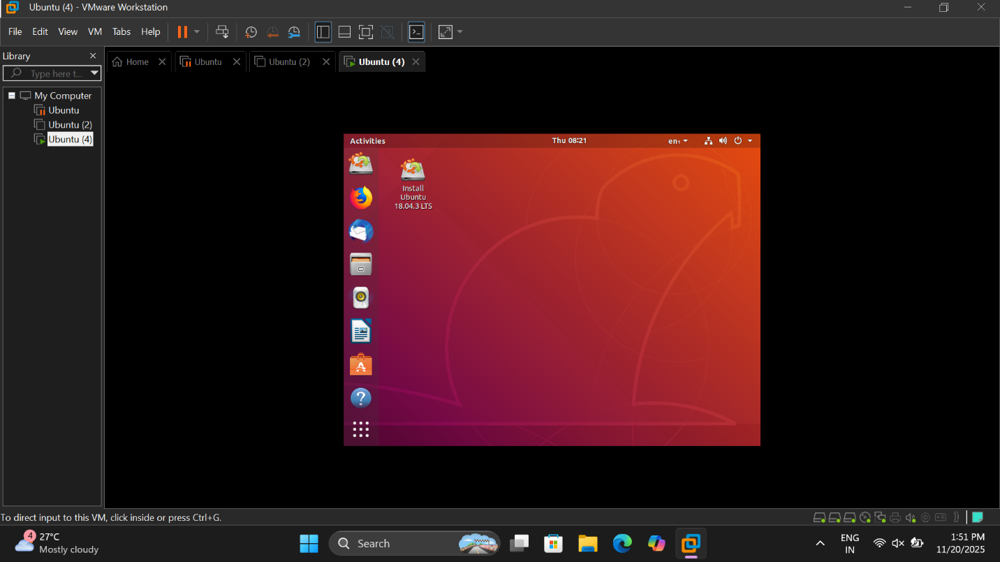 Ubuntu (4) - VMware Workstation
File Edit View VM Tabs Help
Library
Type here t...
My Computer
Ubuntu
Ubuntu (2)
Ubuntu (4)
Home Ubuntu Ubuntu (2) Ubuntu (4)
Activities Thu 08:21 en₁
Install
Ubuntu
18.04.3 LTS
To direct input to this VM, click inside or press Ctrl+G.
4
27°C
Mostly cloudy
Search
ENG
IN
1:51 PM
11/20/2025